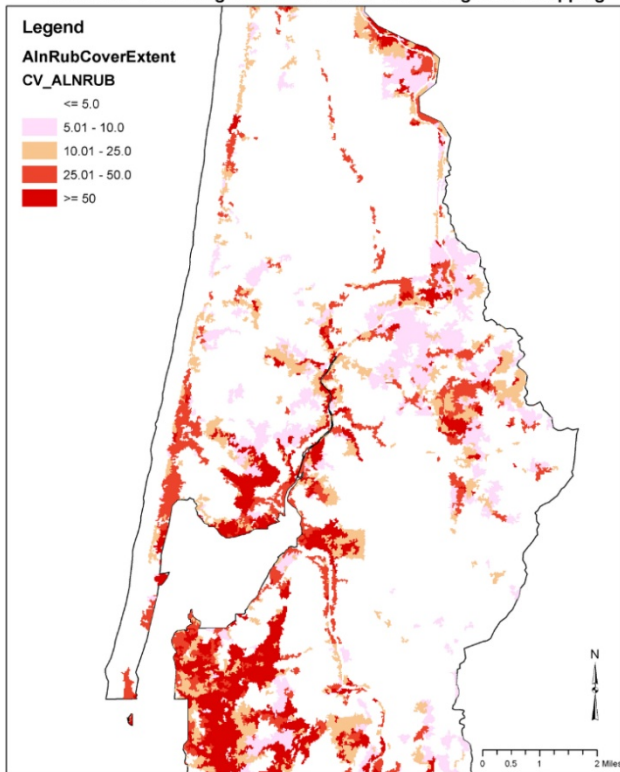 Legend
AlnRubCoverExtent
CV_ALNRUB
<= 5.0
5.01 - 10.0
10.01 - 25.0
25.01 - 50.0
>= 50
N
0 0.5 1 2 Miles